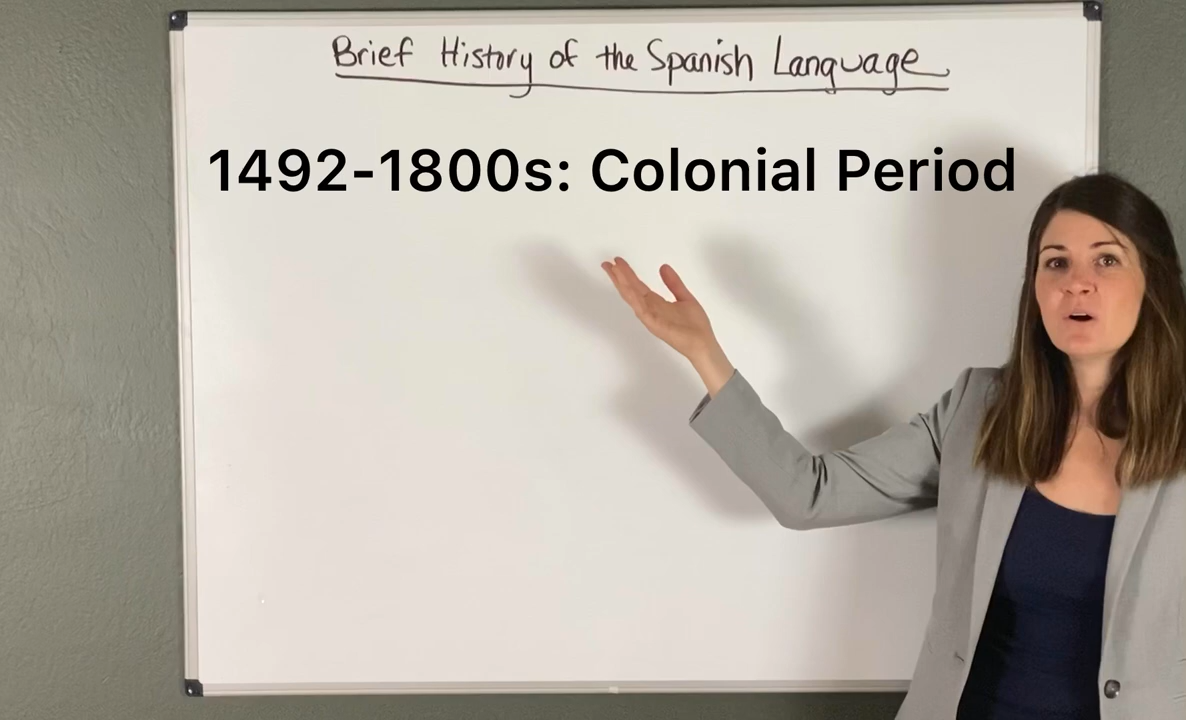 Brief History of the Spanish Language
1492-1800s: Colonial Period